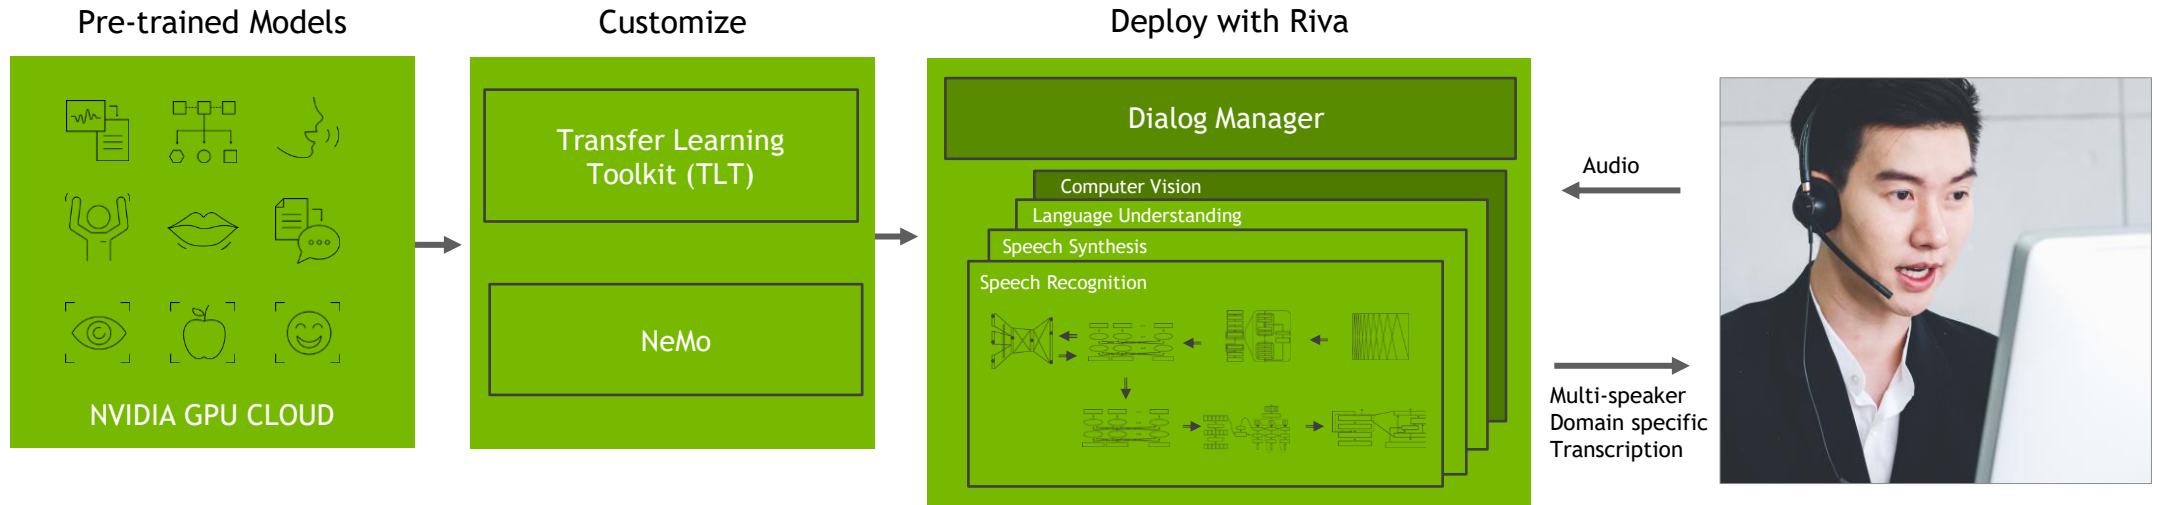 Pre-trained Models
NVIDIA GPU CLOUD
Customize
Transfer Learning
Toolkit (TLT)
NeMo
Deploy with Riva
Dialog Manager
Computer Vision
Language Understanding
Speech Synthesis
Speech Recognition
Audio
Multi-speaker
Domain specific
Transcription